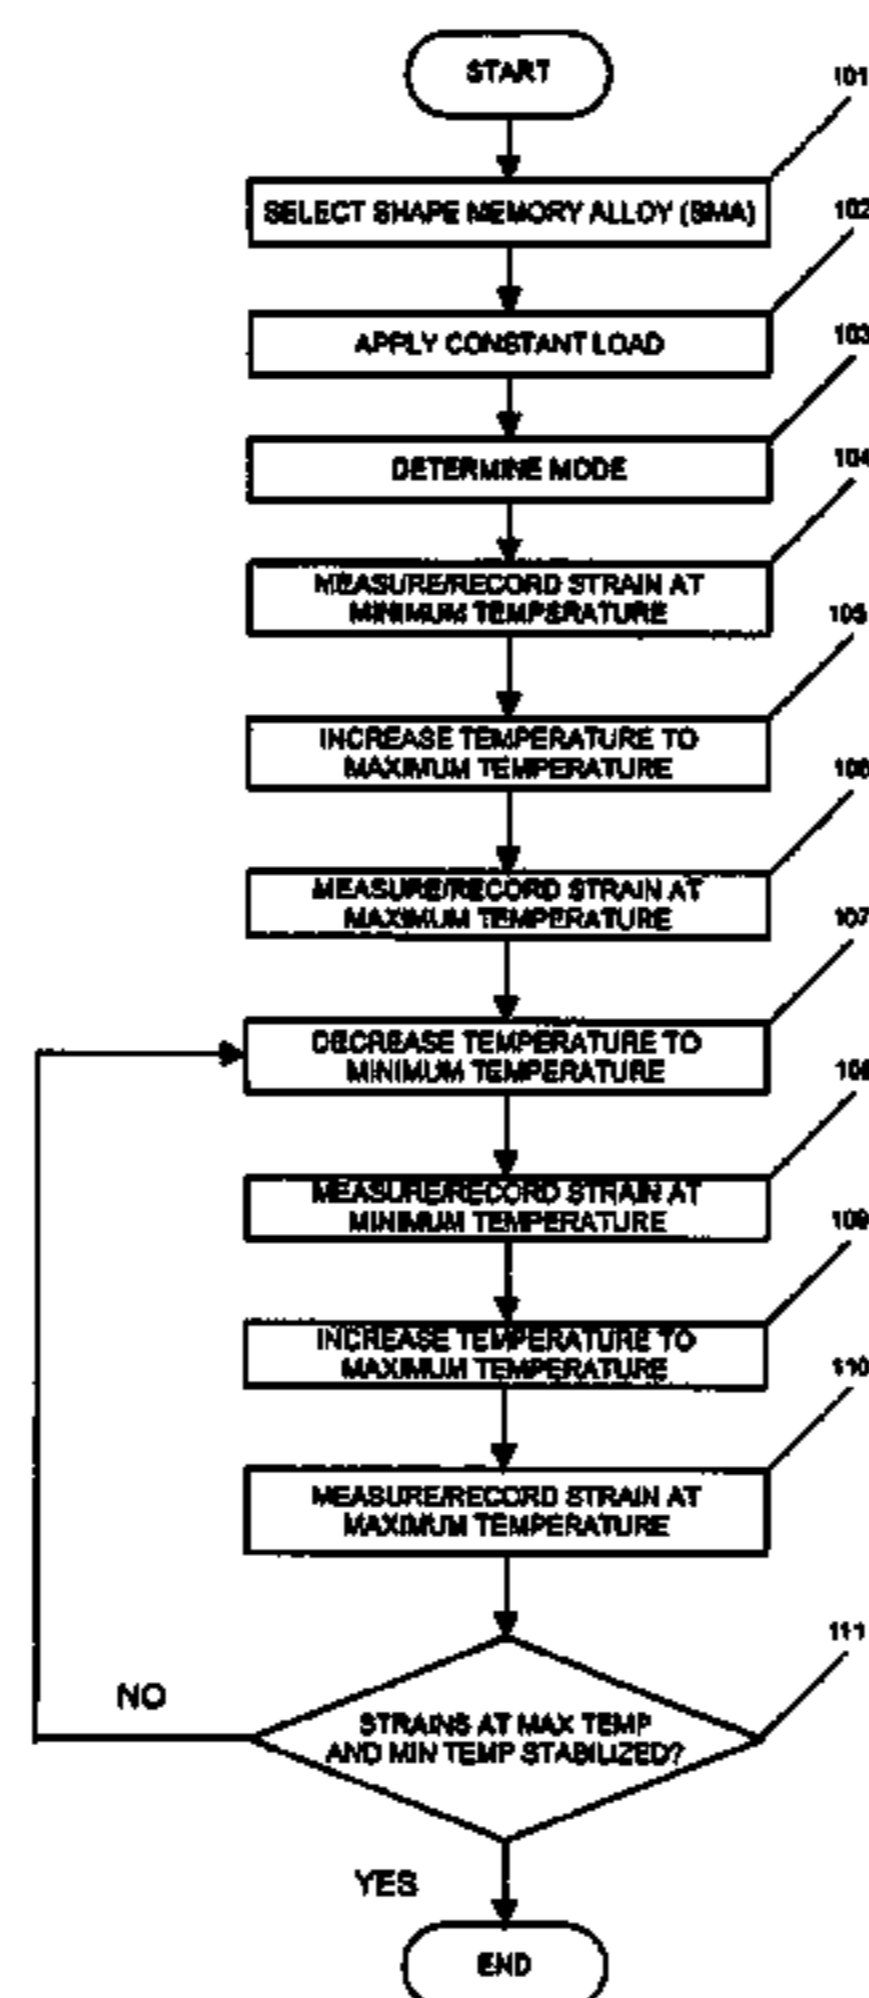 START
101
SELECT SHAPE MEMORY ALLOY (SMA)
102
APPLY CONSTANT LOAD
103
DETERMINE MODE
104
MEASURE/RECORD STRAIN AT
MINIMUM TEMPERATURE
105
INCREASE TEMPERATURE TO
MAXIMUM TEMPERATURE
106
MEASURE/RECORD STRAIN AT
MAXIMUM TEMPERATURE
107
DECREASE TEMPERATURE TO
MINIMUM TEMPERATURE
108
MEASURE/RECORD STRAIN AT
MINIMUM TEMPERATURE
109
INCREASE TEMPERATURE TO
MAXIMUM TEMPERATURE
110
MEASURE/RECORD STRAIN AT
MAXIMUM TEMPERATURE
111
NO
STRAINS AT MAX TEMP
AND MIN TEMP STABILIZED?
YES
END